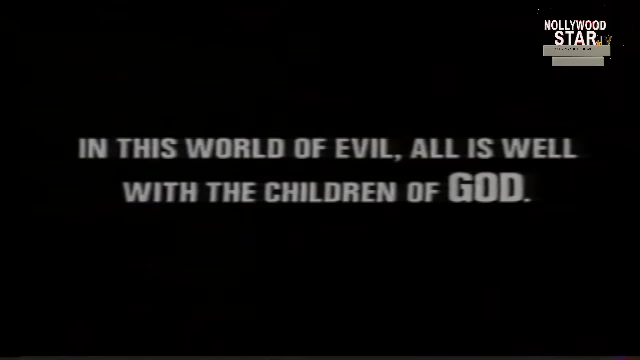 NOLLYWOOD
STAR
IN THIS WORLD OF EVIL, ALL IS WELL
WITH THE CHILDREN OF GOD.